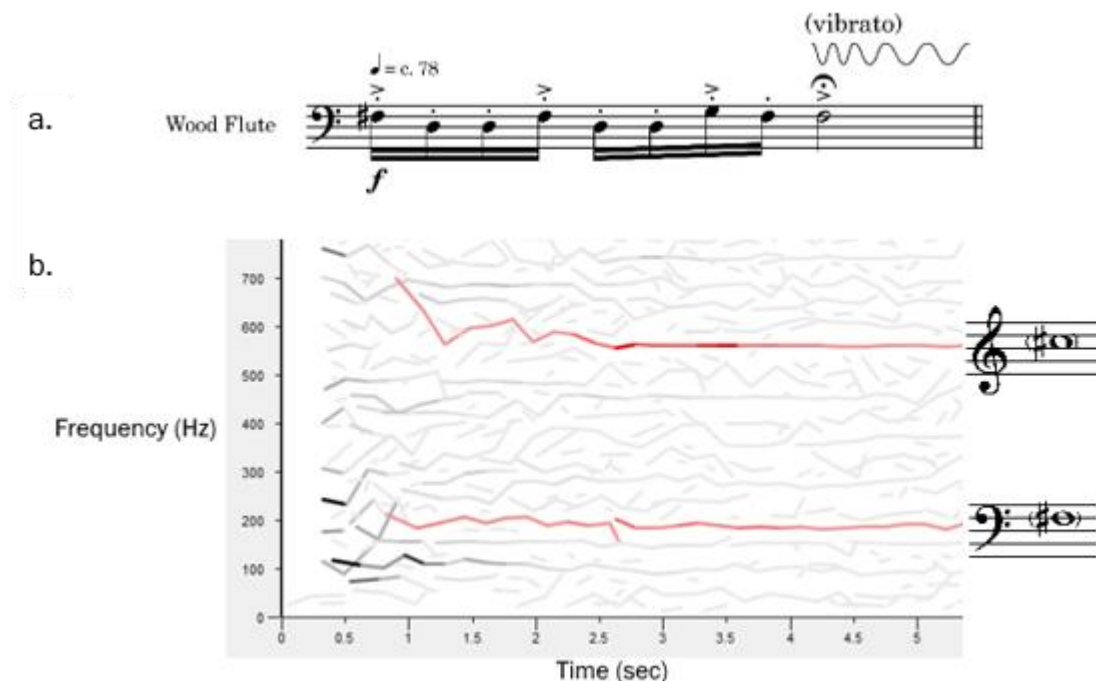 (vibrato)
= c. 78
a.
Wood Flute
f
b.
700
600
500
400
300
200
100
0
Frequency (Hz)
0 0.5 1 1.5 2 2.5 3 3.5 4 4.5 5
Time (sec)